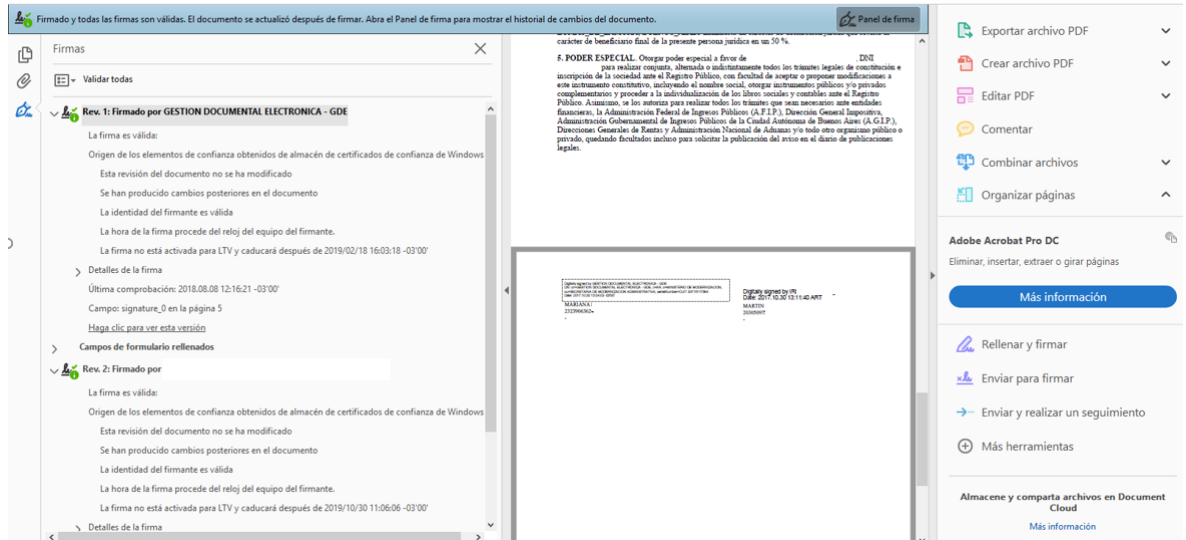 Firmado y todas las firmas son válidas. El documento se actualizó después de firmar. Abra el Panel de firma para mostrar el historial de cambios del documento.
Panel de firma
Firmas
Validar todas
Rev. 1: Firmado por GESTION DOCUMENTAL ELECTRONICA - GDE
La firma es válida:
Origen de los elementos de confianza obtenidos de almacén de certificados de confianza de Windows
Esta revisión del documento no se ha modificado
Se han producido cambios posteriores en el documento
La identidad del firmante es válida
La hora de la firma procede del reloj del equipo del firmante.
La firma no está activada para LTV y caducará después de 2019/02/18 16:03:18 -03'00'
Detalles de la firma
Última comprobación: 2018.08.08 12:16:21 -03'00'
Campo: signature_0 en la página 5
Haga clic para ver esta versión
Campos de formulario rellenados
Rev. 2: Firmado por
La firma es válida:
Origen de los elementos de confianza obtenidos de almacén de certificados de confianza de Windows
Esta revisión del documento no se ha modificado
Se han producido cambios posteriores en el documento
La identidad del firmante es válida
La hora de la firma procede del reloj del equipo del firmante.
La firma no está activada para LTV y caducará después de 2019/10/30 11:06:06 -03'00'
Detalles de la firma
carácter de beneficiario final de la presente persona jurídica en un 50 %.
5. PODER ESPECIAL. Otorgar poder especial a favor de , DNI
para realizar conjunta, alternada o indistintamente todos los trámites legales de constitución e
inscripción de la sociedad ante el Registro Público, con facultad de aceptar o proponer modificaciones a
este instrumento constitutivo, incluyendo el nombre social, otorgar instrumentos públicos y/o privados
complementarios y proceder a la individualización de los libros sociales y contables ante el Registro
Público. Asimismo, se los autoriza para realizar todos los trámites que sean necesarios ante entidades
financieras, la Administración Federal de Ingresos Públicos (A.F.I.P.), Dirección General Impositiva,
Administración Gubernamental de Ingresos Públicos de la Ciudad Autónoma de Buenos Aires (A.G.I.P.),
Direcciones Generales de Rentas y Administración Nacional de Aduanas y/o todo otro organismo público o
privado, quedando facultados incluso para solicitar la publicación del aviso en el diario de publicaciones
legales.
MARIANA
Digitally signed by
Date: 2017.10.30 13:11:40 ART
MARTIN
Exportar archivo PDF
Crear archivo PDF
Editar PDF
Comentar
Combinar archivos
Organizar páginas
Adobe Acrobat Pro DC
Eliminar, insertar, extraer o girar páginas
Más información
Rellenar y firmar
Enviar para firmar
Enviar y realizar un seguimiento
Más herramientas
Almacene y comparta archivos en Document
Cloud
Más información